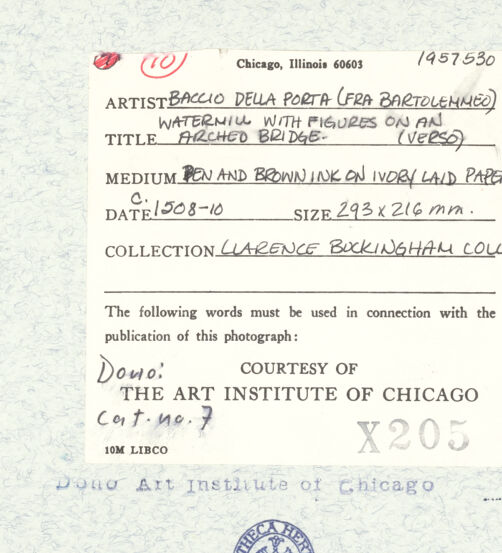 10
Chicago, Illinois 60603
1957530
ARTIST BACCIO DELLA PORTA (FRA BARTOLEMMEO)
WATERMILL WITH FIGURES ON AN
TITLE ARCHED BRIDGE. (VERSO)
MEDIUM PEN AND BROWN INK ON IVORY LAID PAPE
DATE C. 1508-10 SIZE 293 x 216 mm.
COLLECTION CLARENCE BUCKINGHAM COLL
The following words must be used in connection with the
publication of this photograph:
Dono:
COURTESY OF
THE ART INSTITUTE OF CHICAGO
Cat. no. 7
X205
10M LIBCO
Dono Art Institute of Chicago
THECA HERT